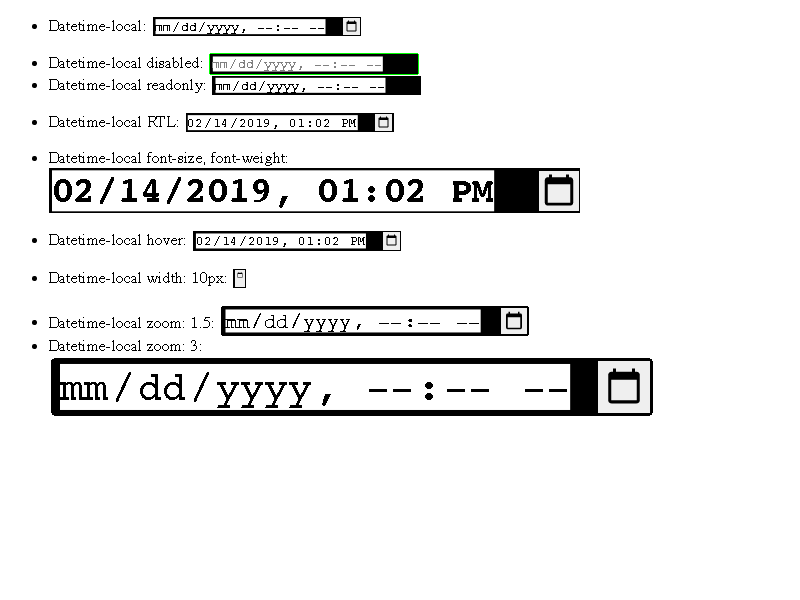 Datetime-local: mm/dd/yyyy, --:-- --
Datetime-local disabled: mm/dd/yyyy, --:-- --
Datetime-local readonly: mm/dd/yyyy, --:-- --
Datetime-local RTL: 02/14/2019, 01:02 PM
Datetime-local font-size, font-weight:
02/14/2019, 01:02 PM
Datetime-local hover: 02/14/2019, 01:02 PM
Datetime-local width: 10px:
Datetime-local zoom: 1.5: mm/dd/yyyy, --:-- --
Datetime-local zoom: 3:
mm/dd/yyyy, --:-- --